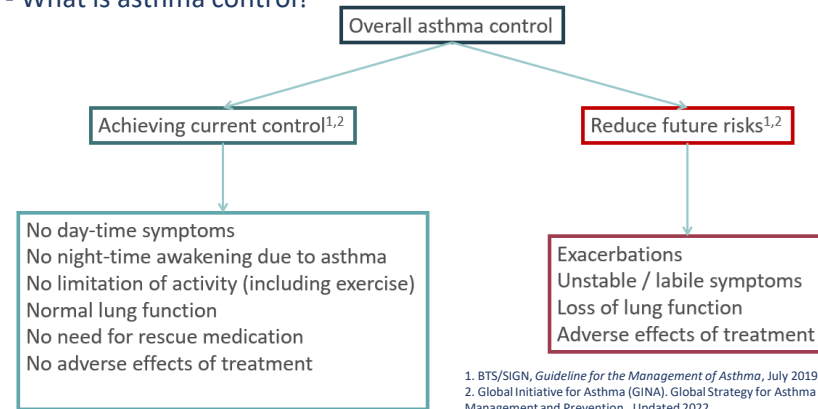 - What is asthma control?
Overall asthma control
Achieving current control1,2
Reduce future risks1,2
No day-time symptoms
No night-time awakening due to asthma
No limitation of activity (including exercise)
Normal lung function
No need for rescue medication
No adverse effects of treatment
Exacerbations
Unstable / labile symptoms
Loss of lung function
Adverse effects of treatment
1. BTS/SIGN, Guideline for the Management of Asthma, July 2019
2. Global Initiative for Asthma (GINA). Global Strategy for Asthma
Management and Prevention, Updated 2022